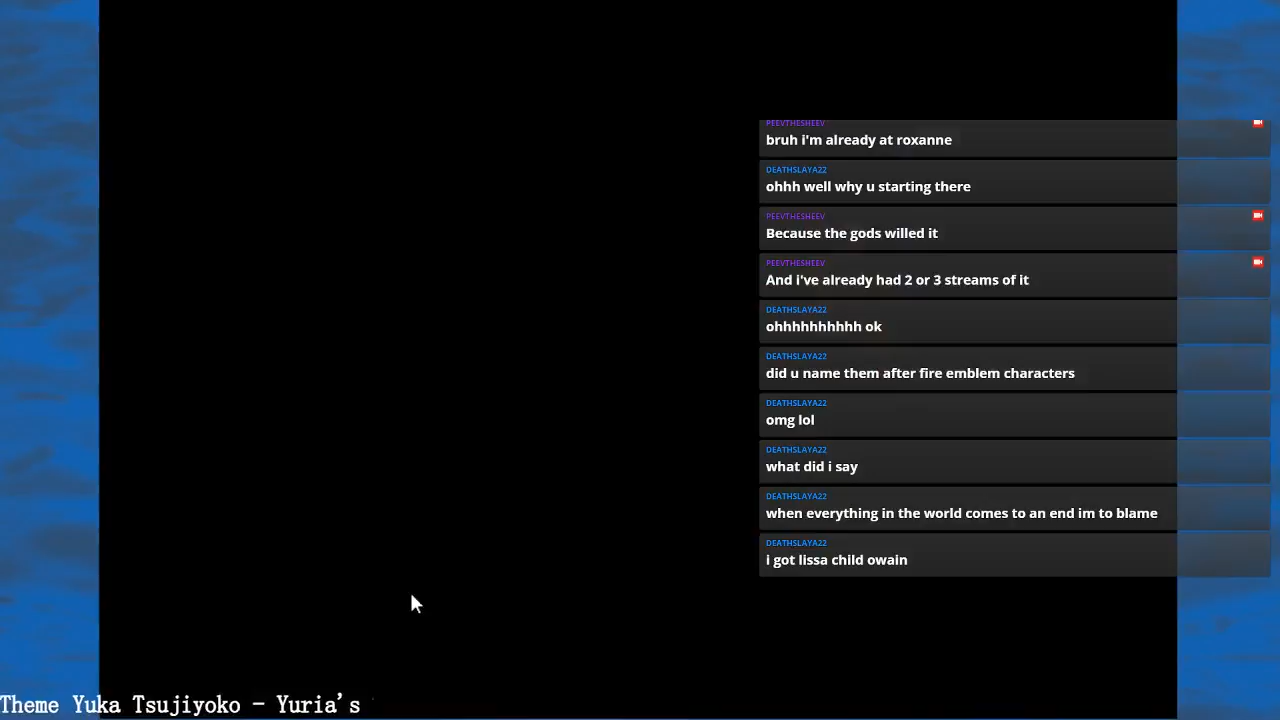 PEEVTHESHEEV
bruh i'm already at roxanne
DEATHSLAYA22
ohhh well why u starting there
PEEVTHESHEEV
Because the gods willed it
PEEVTHESHEEV
And i've already had 2 or 3 streams of it
DEATHSLAYA22
ohhhhhhhhhh ok
DEATHSLAYA22
did u name them after fire emblem characters
DEATHSLAYA22
omg lol
DEATHSLAYA22
what did i say
DEATHSLAYA22
when everything in the world comes to an end im to blame
DEATHSLAYA22
i got lissa child owain
Theme Yuka Tsujiyoko - Yuria's